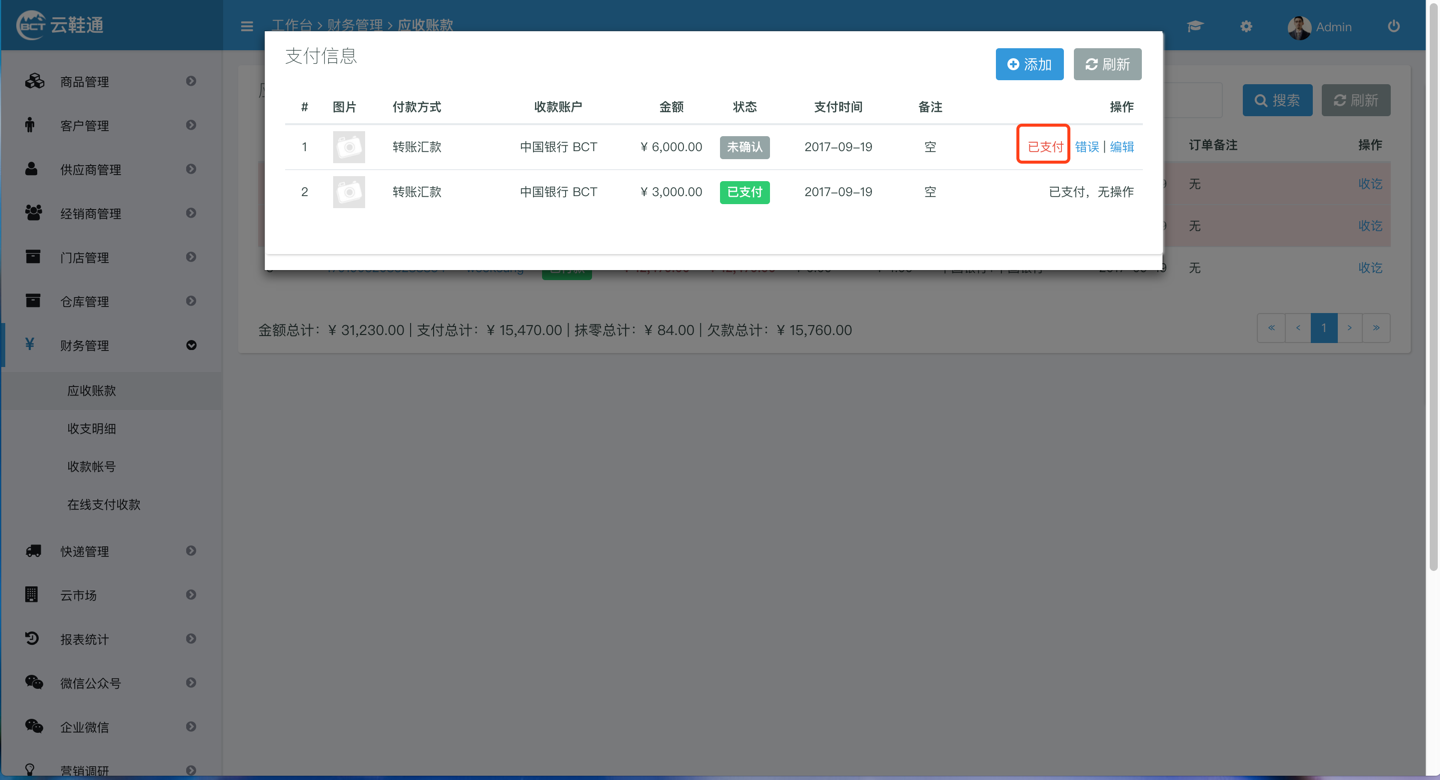 BCT 云鞋通
工作台 > 财务管理 > 应收账款
Admin
商品管理
客户管理
供应商管理
经销商管理
门店管理
仓库管理
财务管理
应收账款
收支明细
收款帐号
在线支付收款
快递管理
云市场
报表统计
微信公众号
企业微信
营销调研
支付信息
添加 刷新
# 图片 付款方式 收款账户 金额 状态 支付时间 备注 操作
1 转账汇款 中国银行 BCT ¥ 6,000.00 未确认 2017-09-19 空 已支付 错误 | 编辑
2 转账汇款 中国银行 BCT ¥ 3,000.00 已支付 2017-09-19 空 已支付，无操作
搜索 刷新
订单备注 操作
无 收讫
无 收讫
无 收讫
金额总计：¥ 31,230.00 | 支付总计：¥ 15,470.00 | 抹零总计：¥ 84.00 | 欠款总计：¥ 15,760.00
« ‹ 1 › »